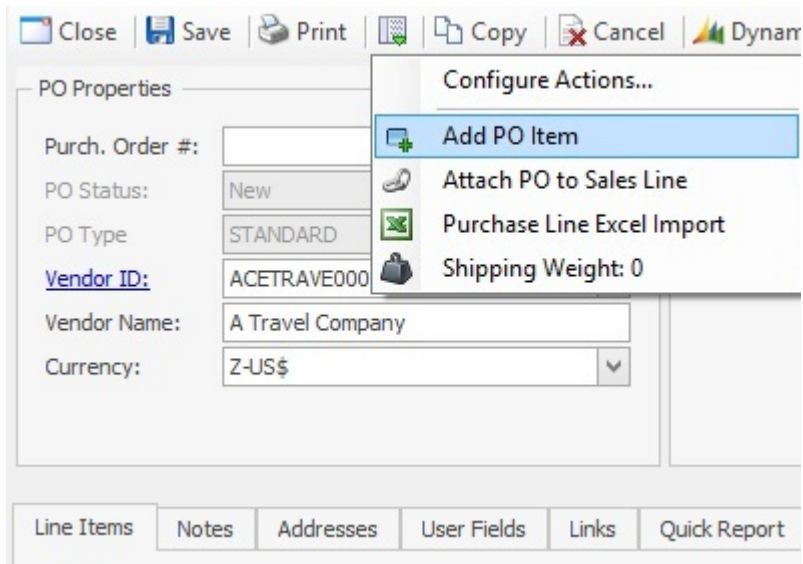 Close Save Print Copy Cancel Dynam
Configure Actions...
PO Properties
Add PO Item
Purch. Order #:
Attach PO to Sales Line
PO Status: New
Purchase Line Excel Import
PO Type STANDARD
Shipping Weight: 0
Vendor ID: ACETRAVE000
Vendor Name: A Travel Company
Currency: Z-US$
Line Items Notes Addresses User Fields Links Quick Report